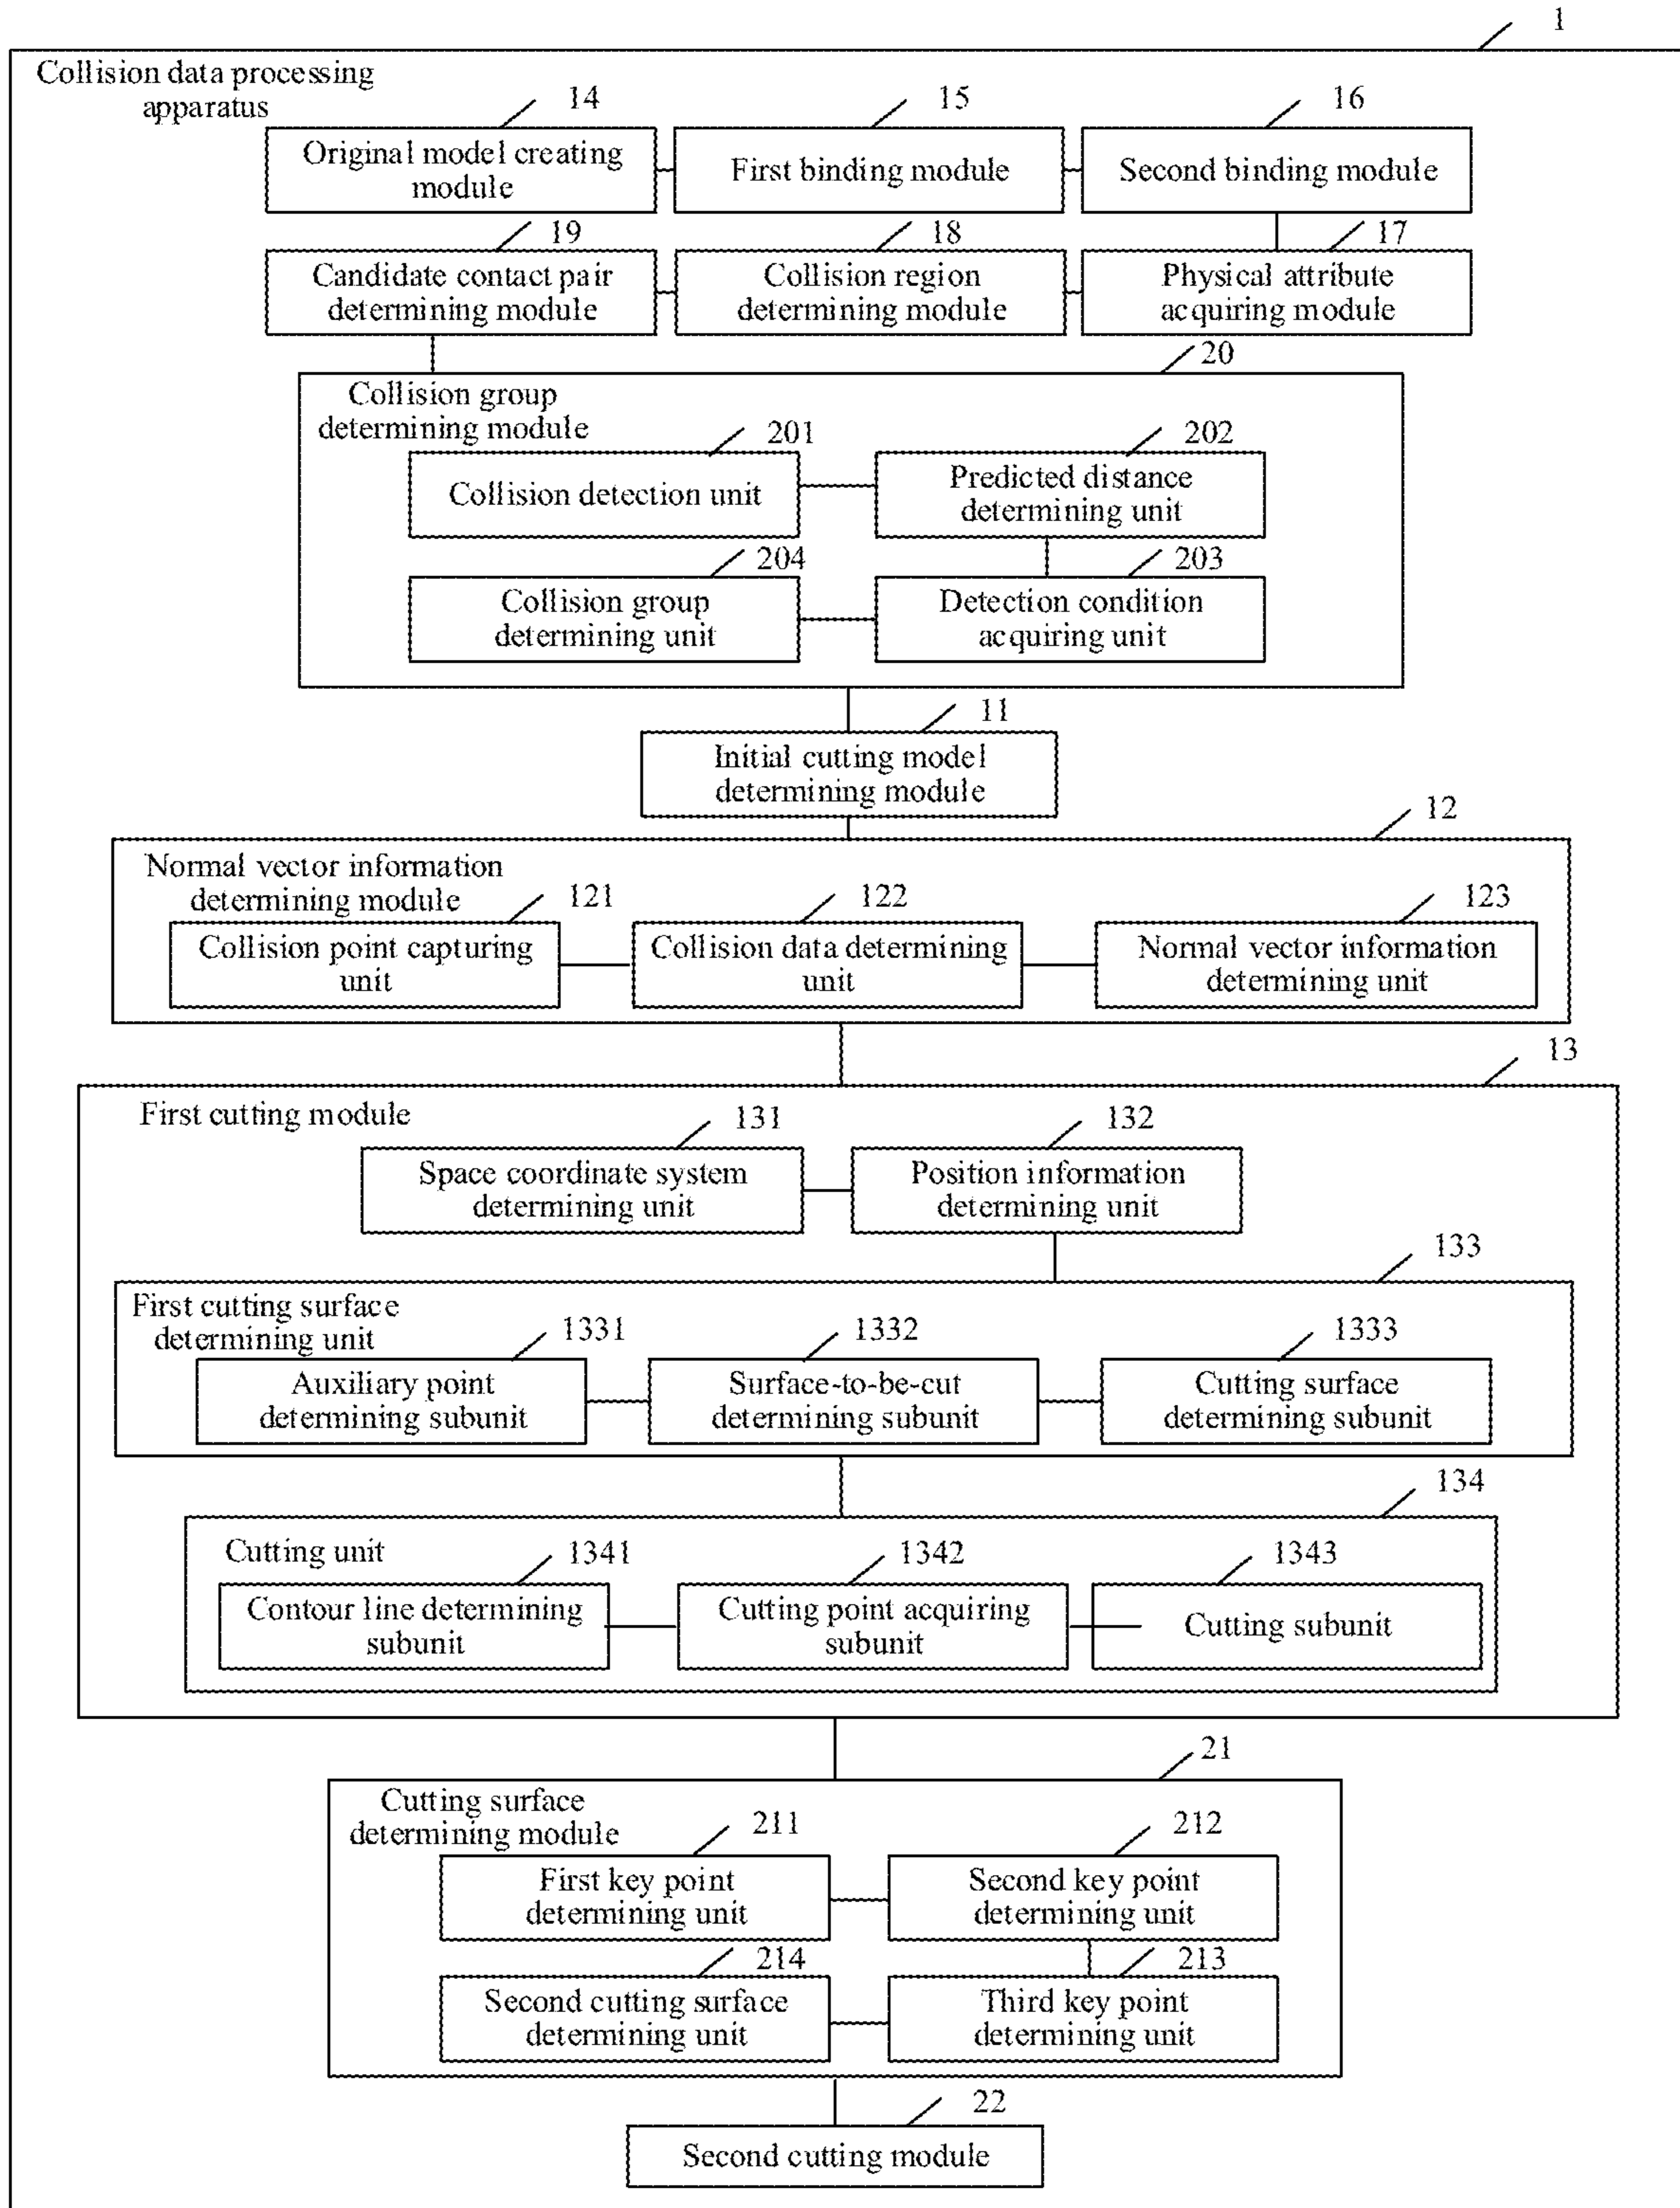 1
Collision data processing
apparatus
14
15
16
Original model creating
module
First binding module
Second binding module
19
18
17
Candidate contact pair
determining module
Collision region
determining module
Physical attribute
acquiring module
20
Collision group
determining module
201
202
Collision detection unit
Predicted distance
determining unit
204
203
Collision group
determining unit
Detection condition
acquiring unit
11
Initial cutting model
determining module
12
Normal vector information
determining module
121
122
123
Collision point capturing
unit
Collision data determining
unit
Normal vector information
determining unit
13
First cutting module
131
132
Space coordinate system
determining unit
Position information
determining unit
133
First cutting surface
determining unit
1331
1332
1333
Auxiliary point
determining subunit
Surface-to-be-cut
determining subunit
Cutting surface
determining subunit
134
Cutting unit
1341
1342
1343
Contour line determining
subunit
Cutting point acquiring
subunit
Cutting subunit
21
Cutting surface
determining module
211
212
First key point
determining unit
Second key point
determining unit
214
213
Second cutting surface
determining unit
Third key point
determining unit
22
Second cutting module